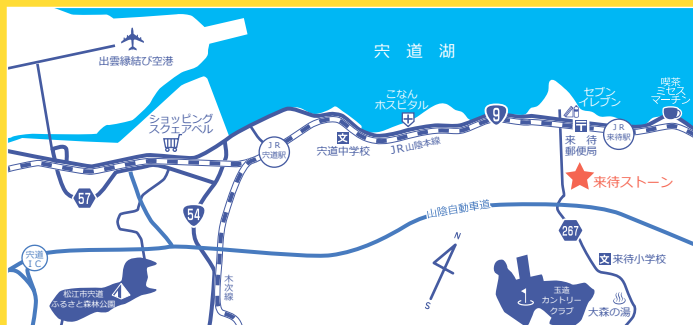 宍道湖
出雲縁結び空港
ショッピング
スクェアベル
こなん
ホスピタル
9
セブン
イレブン
喫茶
ミセス
マーチン
JR
宍道駅
文
宍道中学校
JR山陰本線
来待
郵便局
JR
来待駅
来待ストーン
57
54
山陰自動車道
267
宍道
IC
木次線
N
S
文
来待小学校
松江市宍道
ふるさと森林公園
玉造
カントリー
クラブ
大森の湯